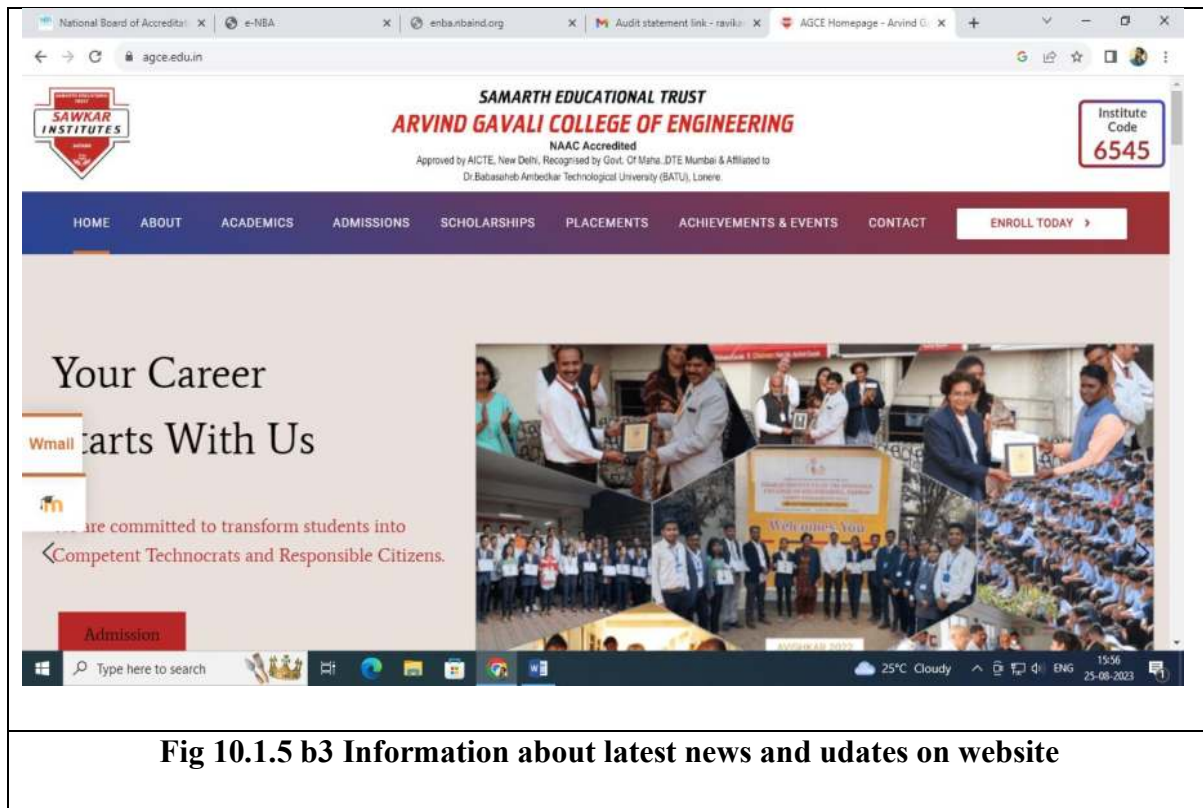 National Board of Accreditat
e-NBA
enba.nbaind.org
Audit statement link - ravika
AGCE Homepage - Arvind G
agce.edu.in
SAWKAR
INSTITUTES
SAMARTH EDUCATIONAL TRUST
ARVIND GAVALI COLLEGE OF ENGINEERING
NAAC Accredited
Approved by AICTE, New Delhi, Recognised by Govt. Of Maha. DTE Mumbai & Affiliated to
Dr.Babasaheb Ambedkar Technological University (BATU), Lonere.
Institute
Code
6545
HOME ABOUT ACADEMICS ADMISSIONS SCHOLARSHIPS PLACEMENTS ACHIEVEMENTS & EVENTS CONTACT ENROLL TODAY >
Your Career
tarts With Us
Wmail
are committed to transform students into
Competent Technocrats and Responsible Citizens.
Admission
Welcomes You
AVISHKAR 2022
Type here to search
25°C Cloudy
ENG
15:56
25-08-2023
Fig 10.1.5 b3 Information about latest news and udates on website